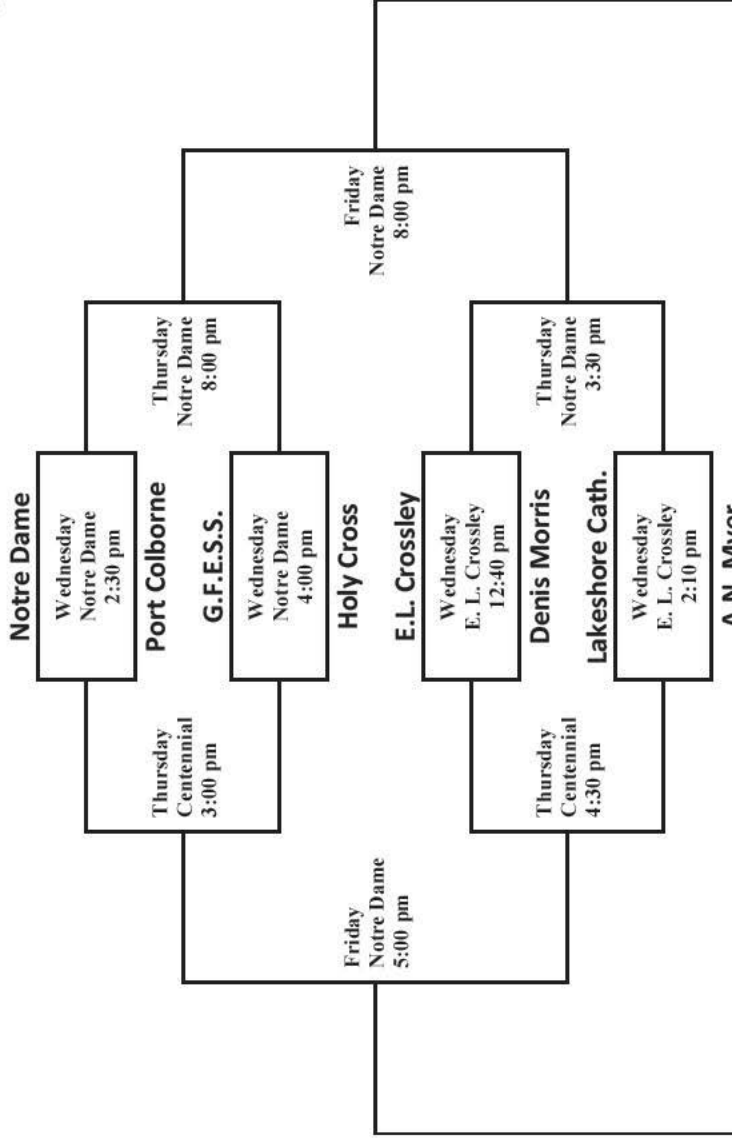 Notre Dame
Wednesday
Notre Dame
2:30 pm
Port Colborne
G.F.E.S.S.
Wednesday
Notre Dame
4:00 pm
Holy Cross
E.L. Crossley
Wednesday
E. L. Crossley
12:40 pm
Denis Morris
Lakeshore Cath.
Wednesday
E. L. Crossley
2:10 pm
Thursday
Centennial
3:00 pm
Thursday
Centennial
4:30 pm
Friday
Notre Dame
5:00 pm
Thursday
Notre Dame
8:00 pm
Thursday
Notre Dame
3:30 pm
Friday
Notre Dame
8:00 pm